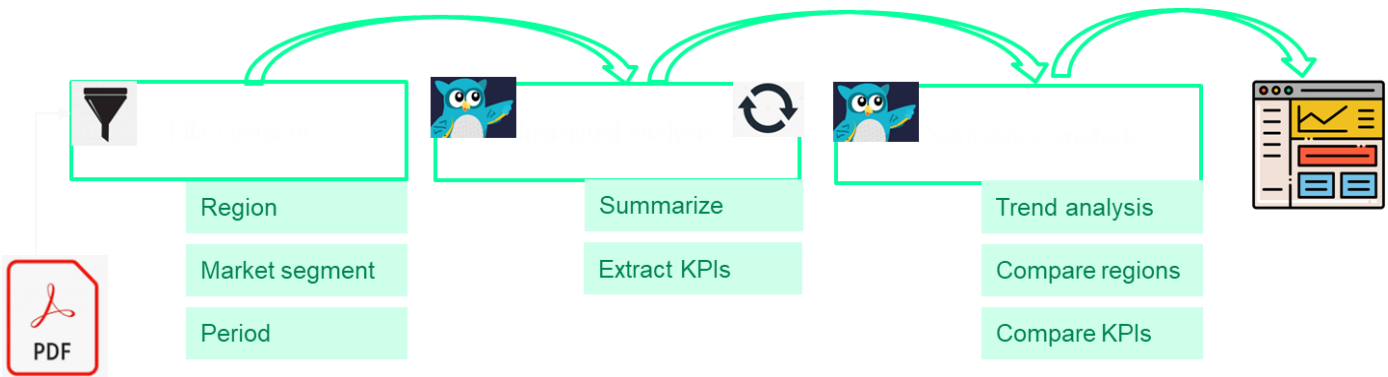 Region
Market segment
Period
Summarize
Extract KPIs
Trend analysis
Compare regions
Compare KPIs
PDF